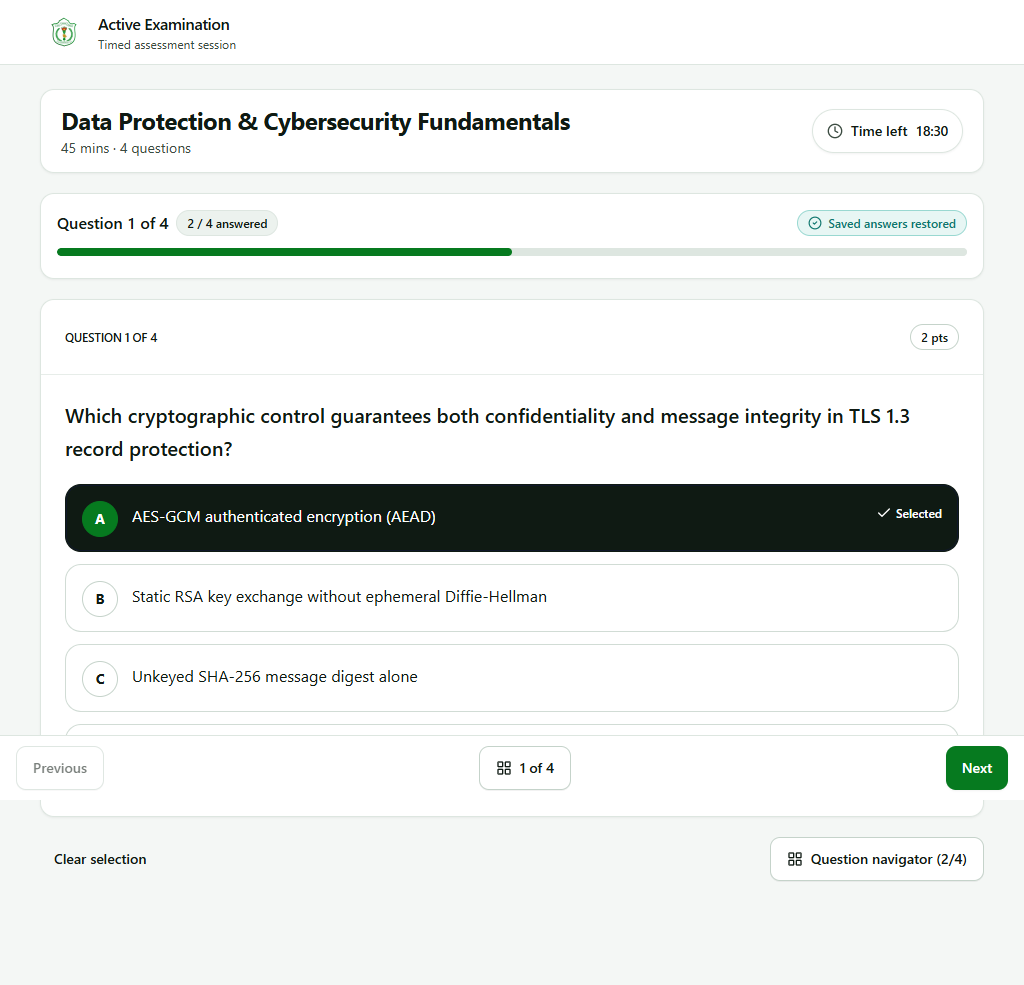 Active Examination
Timed assessment session
Data Protection & Cybersecurity Fundamentals
45 mins · 4 questions
Time left 18:30
Question 1 of 4
2 / 4 answered
Saved answers restored
QUESTION 1 OF 4
2 pts
Which cryptographic control guarantees both confidentiality and message integrity in TLS 1.3
record protection?
A
AES-GCM authenticated encryption (AEAD)
Selected
B
Static RSA key exchange without ephemeral Diffie-Hellman
C
Unkeyed SHA-256 message digest alone
Previous
1 of 4
Next
Clear selection
Question navigator (2/4)